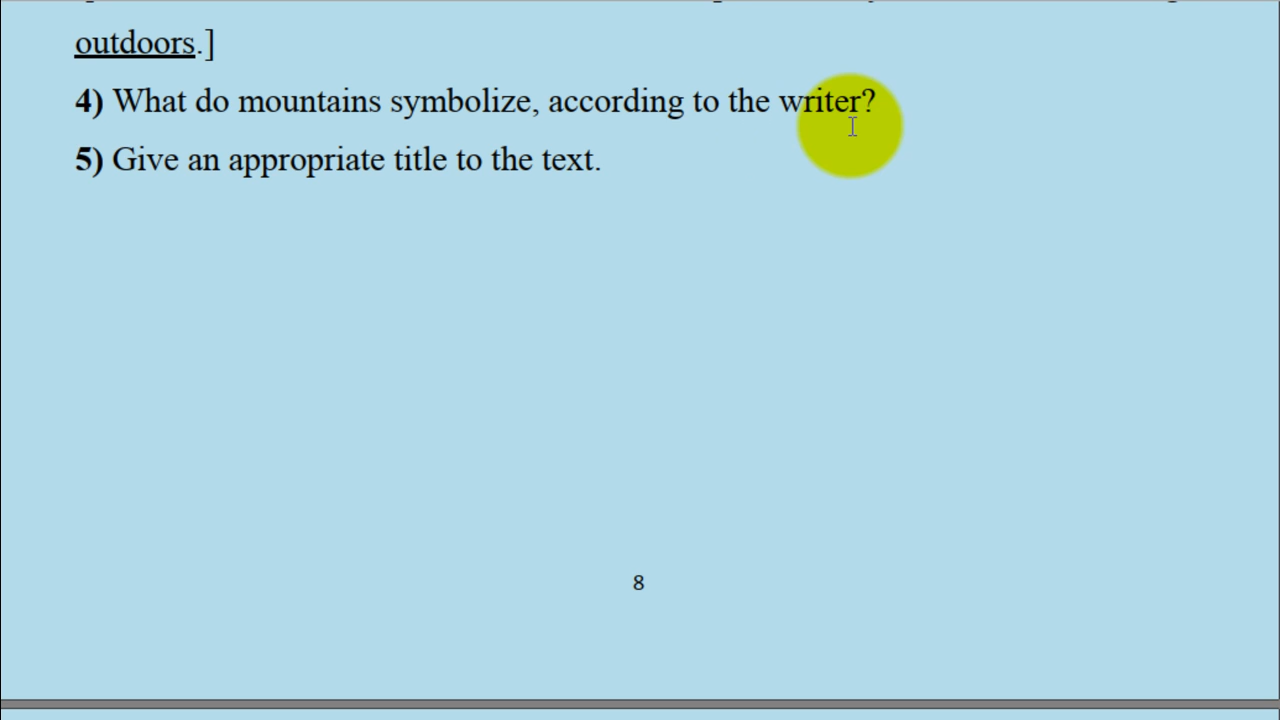 outdoors.]
4) What do mountains symbolize, according to the writer?
5) Give an appropriate title to the text.
8